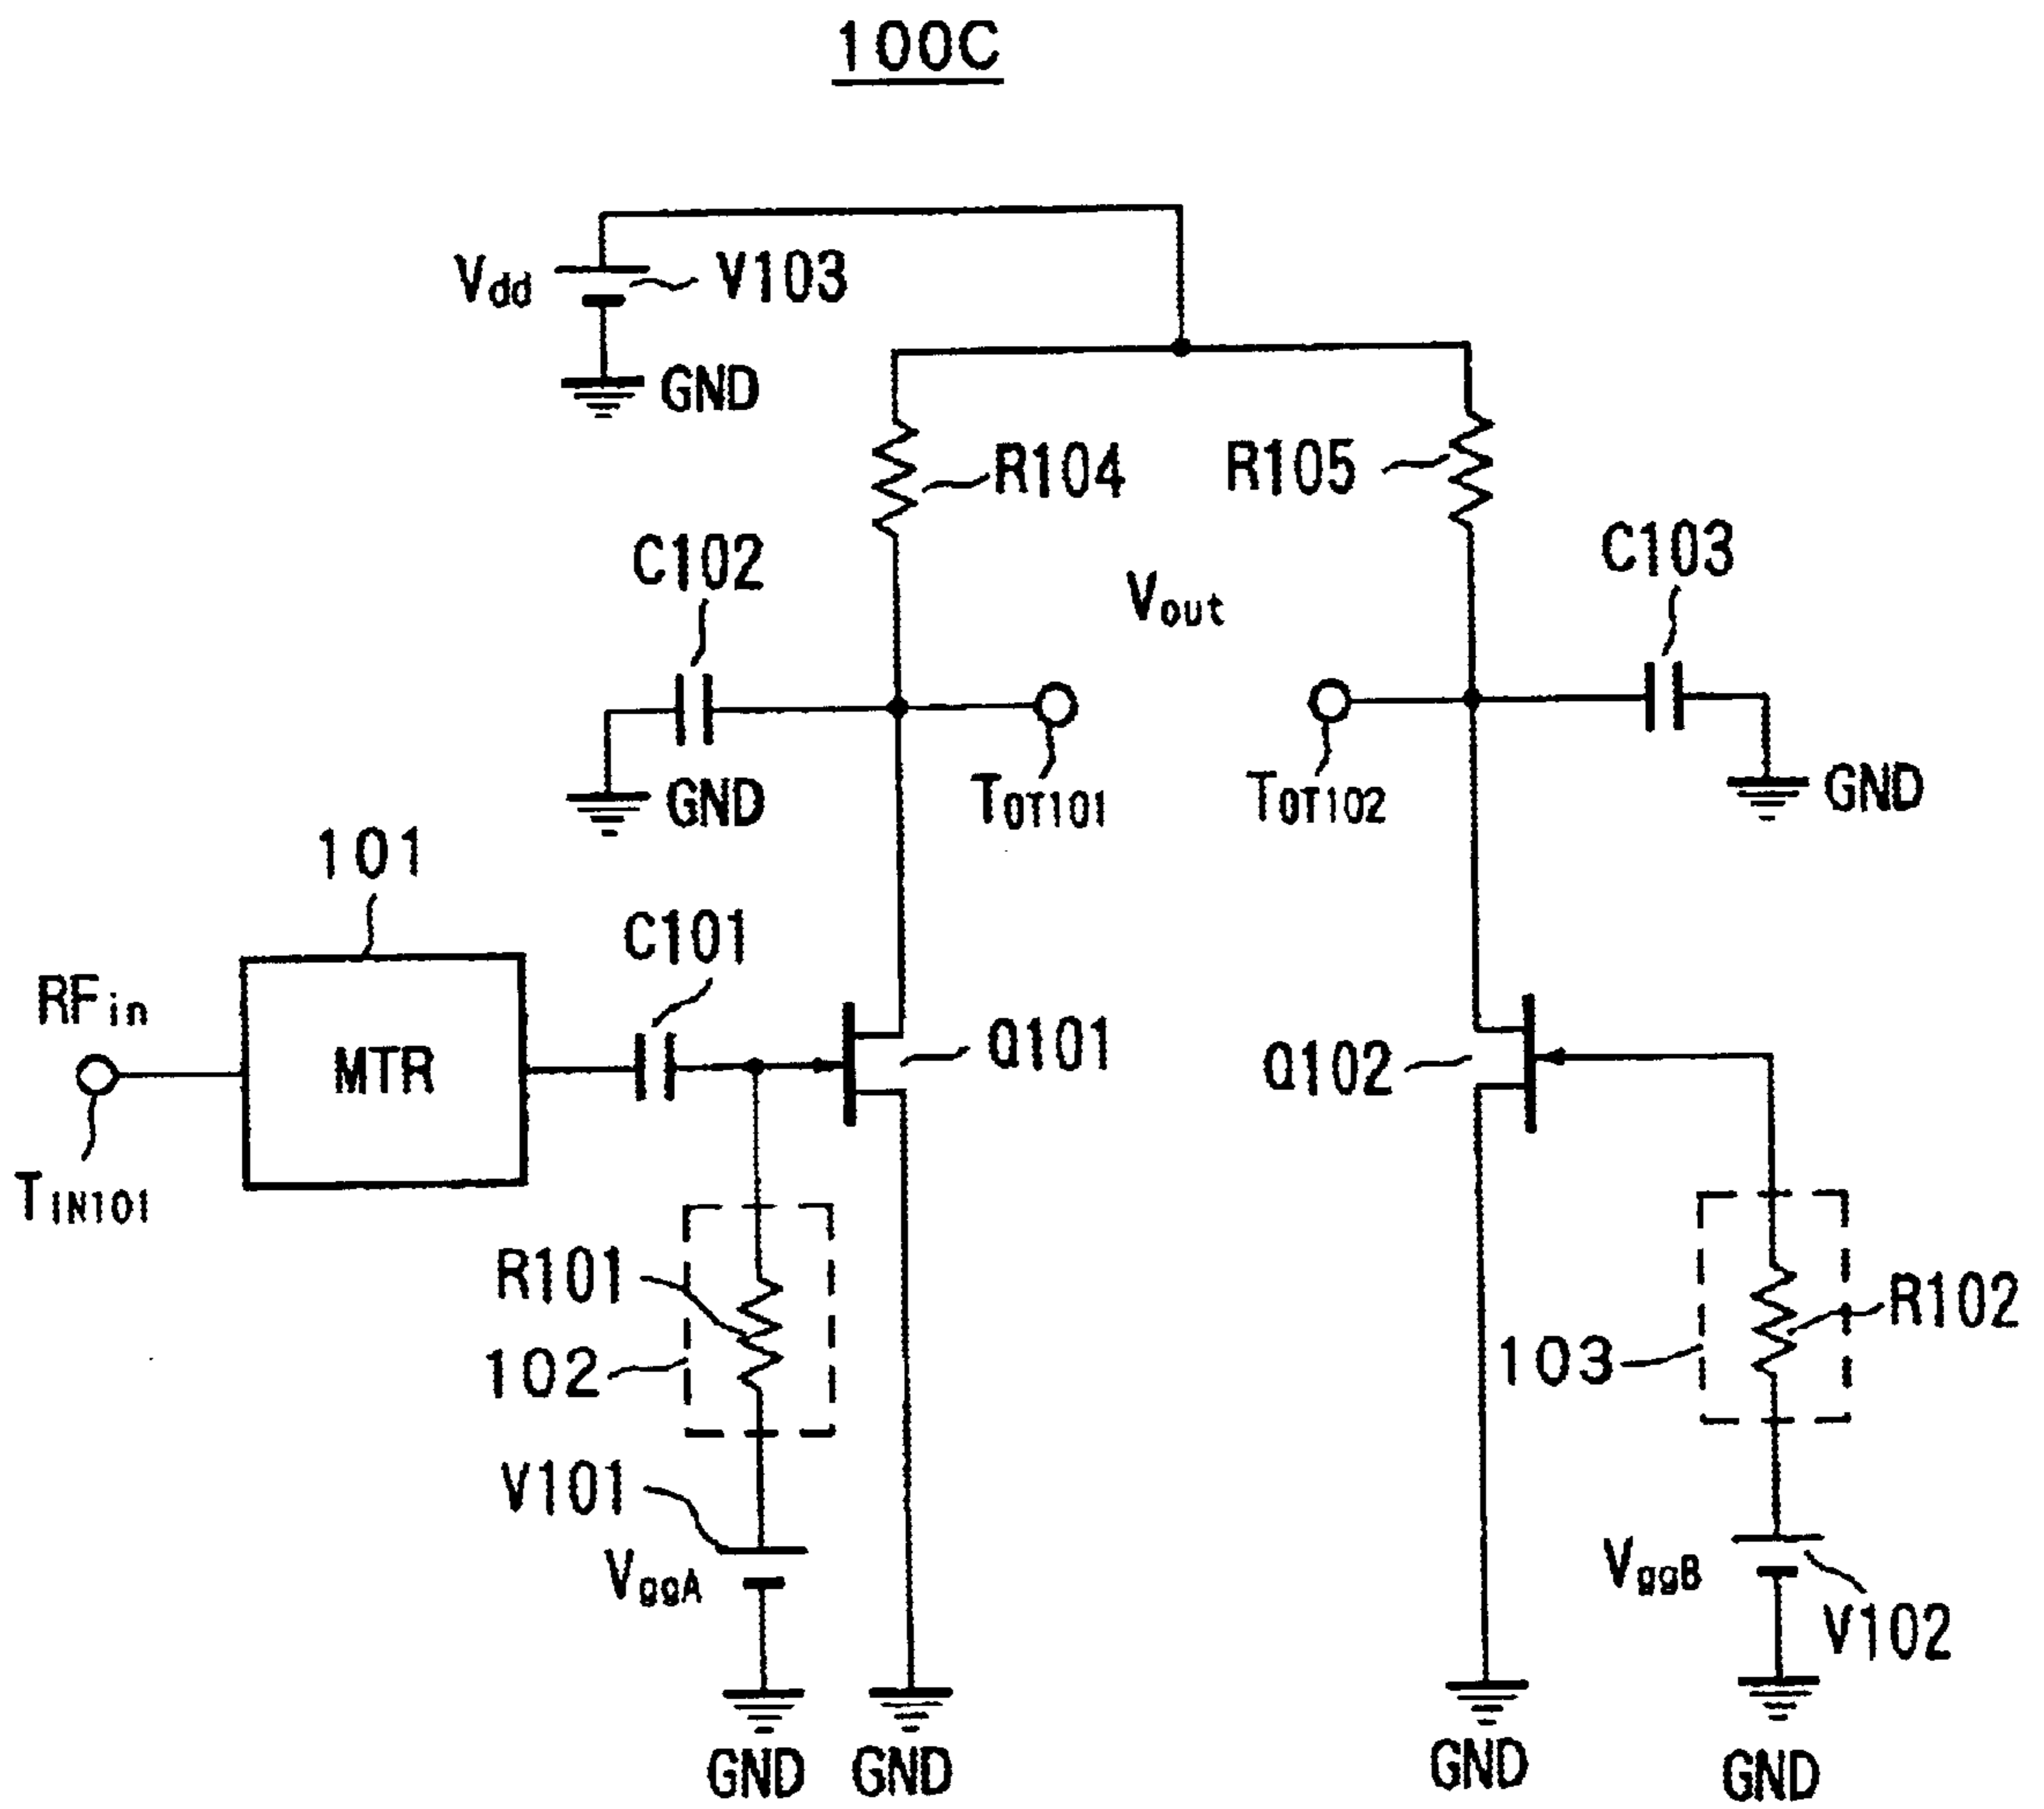 100C
Vdd
V103
GND
R104
R105
C102
Vout
C103
TOT101
TOT102
GND
GND
101
C101
RFin
MTR
Q101
Q102
TIN101
R101
102
R102
103
V101
VggA
VggB
V102
GND
GND
GND
GND